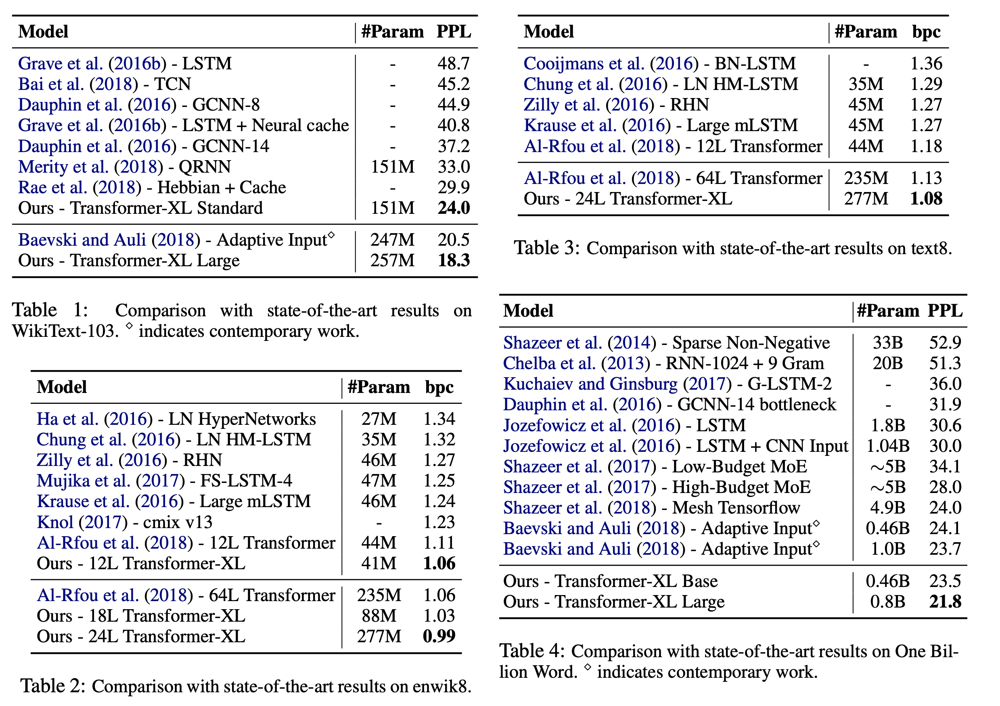 Model #Param PPL
Grave et al. (2016b) - LSTM - 48.7
Bai et al. (2018) - TCN - 45.2
Dauphin et al. (2016) - GCNN-8 - 44.9
Grave et al. (2016b) - LSTM + Neural cache - 40.8
Dauphin et al. (2016) - GCNN-14 - 37.2
Merity et al. (2018) - QRNN 151M 33.0
Rae et al. (2018) - Hebbian + Cache - 29.9
Ours - Transformer-XL Standard 151M 24.0
Baevski and Auli (2018) - Adaptive Input◇ 247M 20.5
Ours - Transformer-XL Large 257M 18.3
Table 1: Comparison with state-of-the-art results on
WikiText-103. ◇ indicates contemporary work.
Model #Param bpc
Ha et al. (2016) - LN HyperNetworks 27M 1.34
Chung et al. (2016) - LN HM-LSTM 35M 1.32
Zilly et al. (2016) - RHN 46M 1.27
Mujika et al. (2017) - FS-LSTM-4 47M 1.25
Krause et al. (2016) - Large mLSTM 46M 1.24
Knol (2017) - cmix v13 - 1.23
Al-Rfou et al. (2018) - 12L Transformer 44M 1.11
Ours - 12L Transformer-XL 41M 1.06
Al-Rfou et al. (2018) - 64L Transformer 235M 1.06
Ours - 18L Transformer-XL 88M 1.03
Ours - 24L Transformer-XL 277M 0.99
Table 2: Comparison with state-of-the-art results on enwik8.
Model #Param bpc
Cooijmans et al. (2016) - BN-LSTM - 1.36
Chung et al. (2016) - LN HM-LSTM 35M 1.29
Zilly et al. (2016) - RHN 45M 1.27
Krause et al. (2016) - Large mLSTM 45M 1.27
Al-Rfou et al. (2018) - 12L Transformer 44M 1.18
Al-Rfou et al. (2018) - 64L Transformer 235M 1.13
Ours - 24L Transformer-XL 277M 1.08
Table 3: Comparison with state-of-the-art results on text8.
Model #Param PPL
Shazeer et al. (2014) - Sparse Non-Negative 33B 52.9
Chelba et al. (2013) - RNN-1024 + 9 Gram 20B 51.3
Kuchaiev and Ginsburg (2017) - G-LSTM-2 - 36.0
Dauphin et al. (2016) - GCNN-14 bottleneck - 31.9
Jozefowicz et al. (2016) - LSTM 1.8B 30.6
Jozefowicz et al. (2016) - LSTM + CNN Input 1.04B 30.0
Shazeer et al. (2017) - Low-Budget MoE ∼5B 34.1
Shazeer et al. (2017) - High-Budget MoE ∼5B 28.0
Shazeer et al. (2018) - Mesh Tensorflow 4.9B 24.0
Baevski and Auli (2018) - Adaptive Input◇ 0.46B 24.1
Baevski and Auli (2018) - Adaptive Input◇ 1.0B 23.7
Ours - Transformer-XL Base 0.46B 23.5
Ours - Transformer-XL Large 0.8B 21.8
Table 4: Comparison with state-of-the-art results on One Bil-
lion Word. ◇ indicates contemporary work.